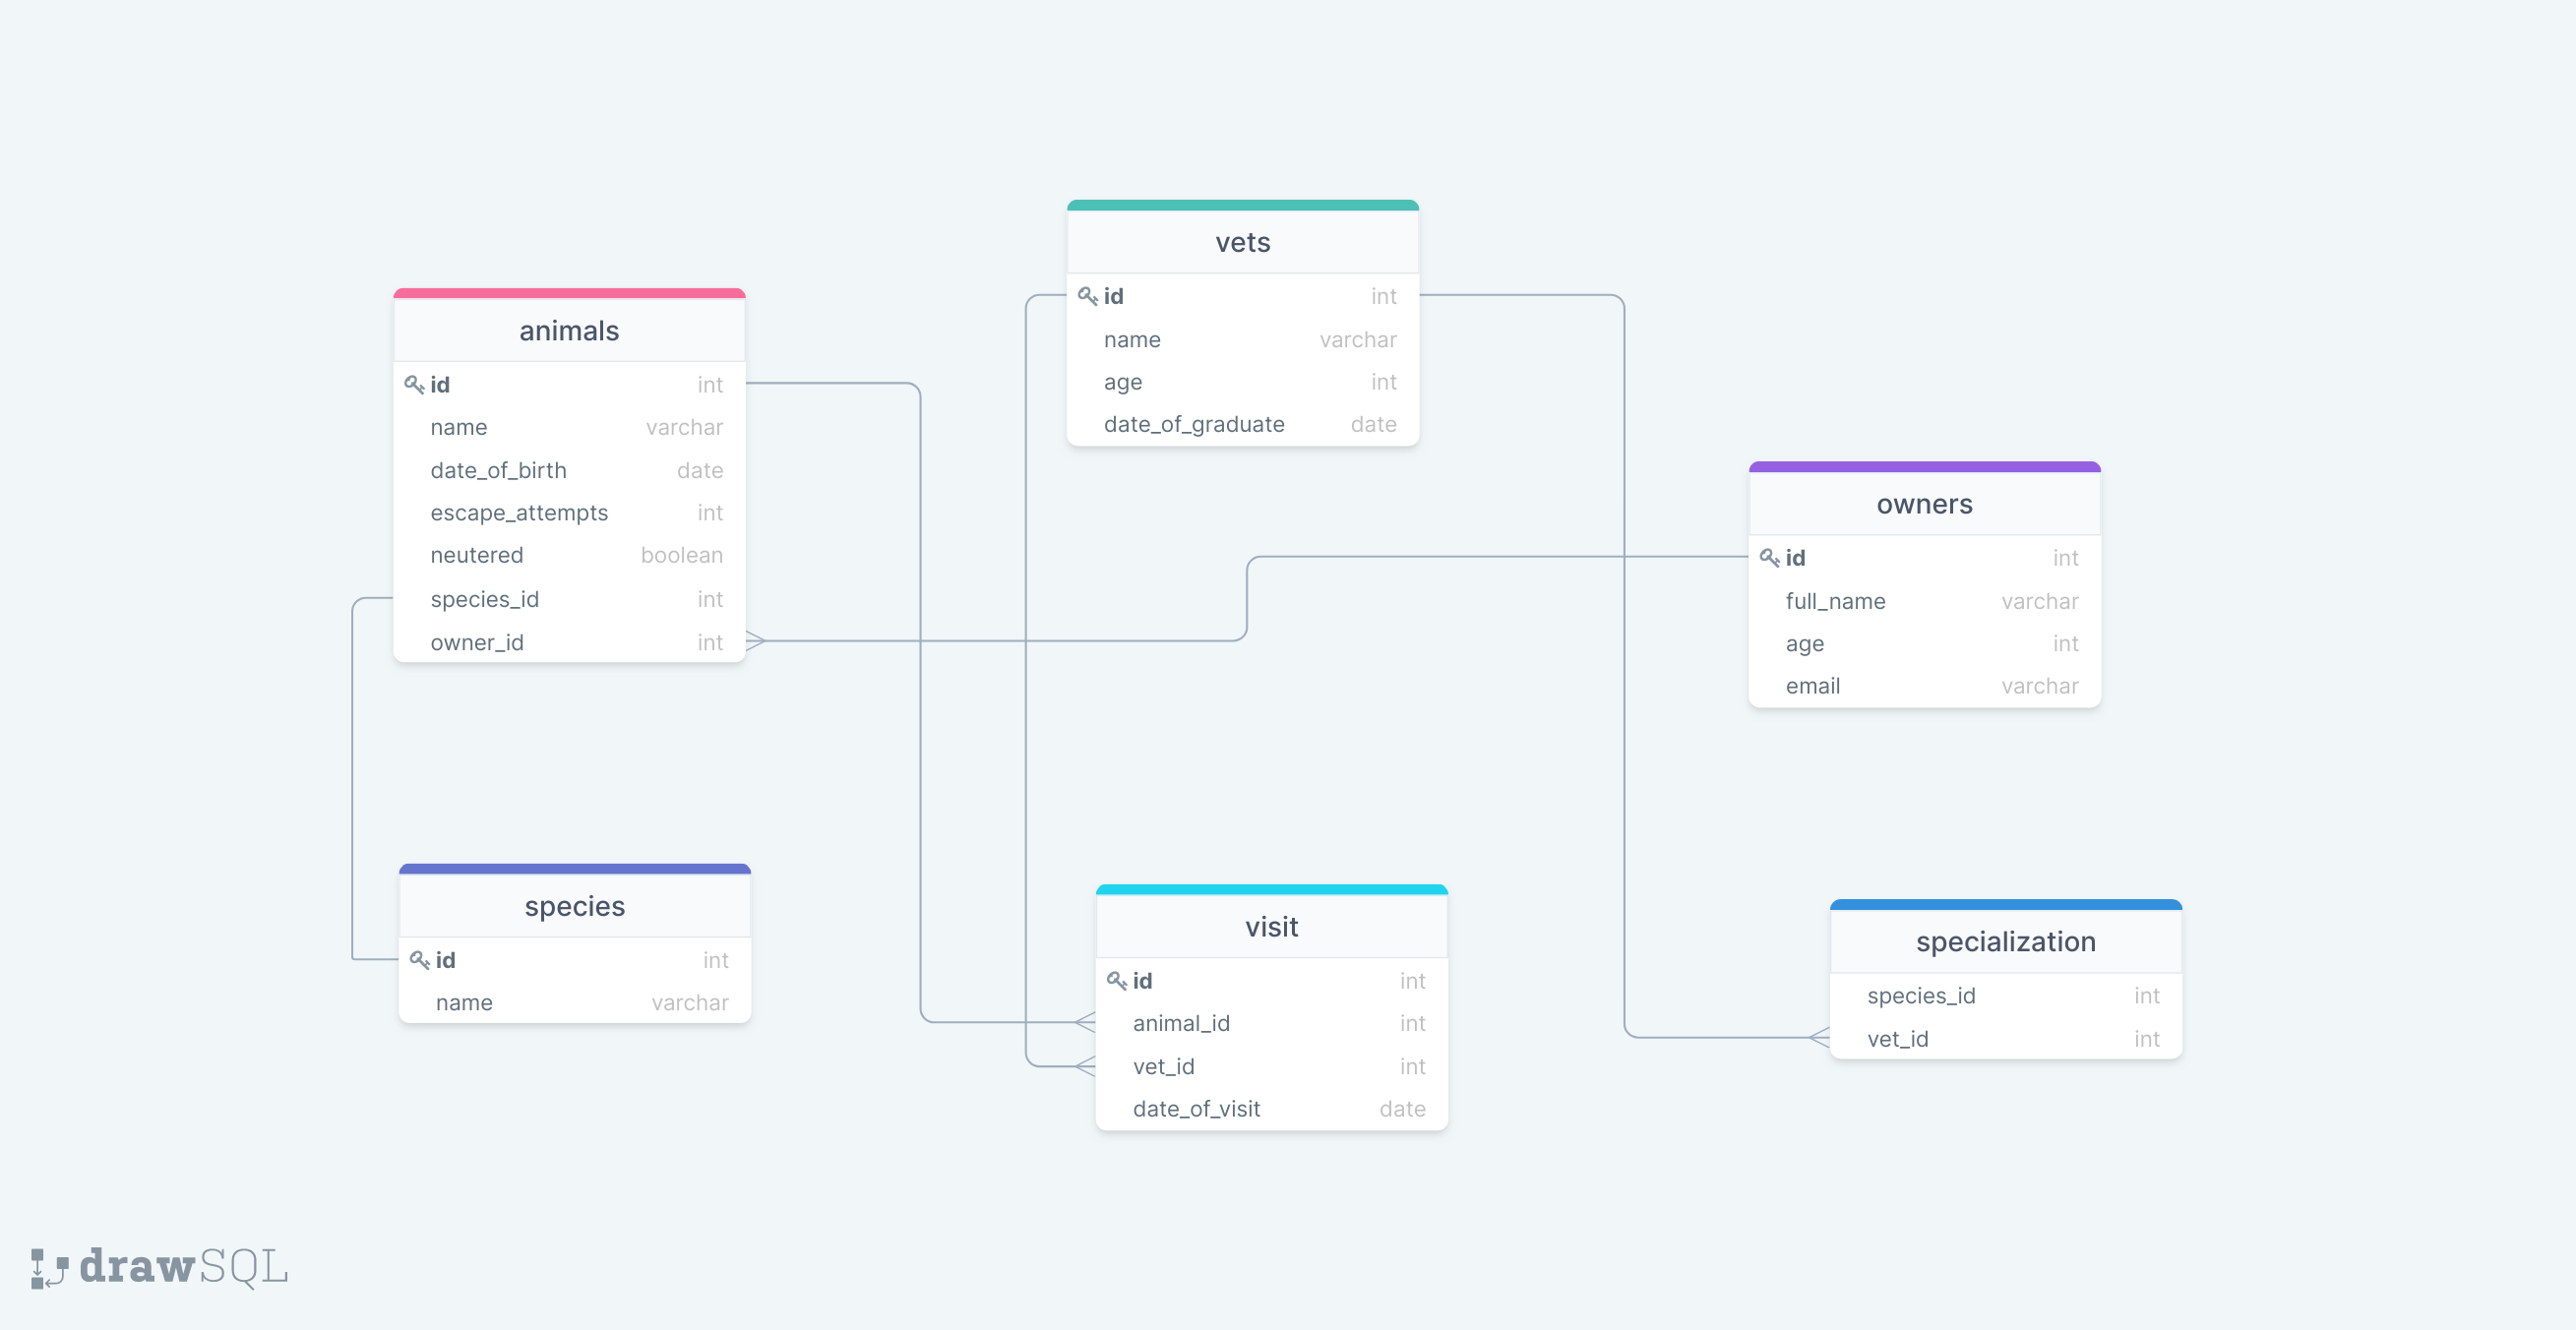 vets
id int
name varchar
age int
date_of_graduate date
animals
id int
name varchar
date_of_birth date
escape_attempts int
neutered boolean
species_id int
owner_id int
owners
id int
full_name varchar
age int
email varchar
species
id int
name varchar
visit
id int
animal_id int
vet_id int
date_of_visit date
specialization
species_id int
vet_id int
drawSQL